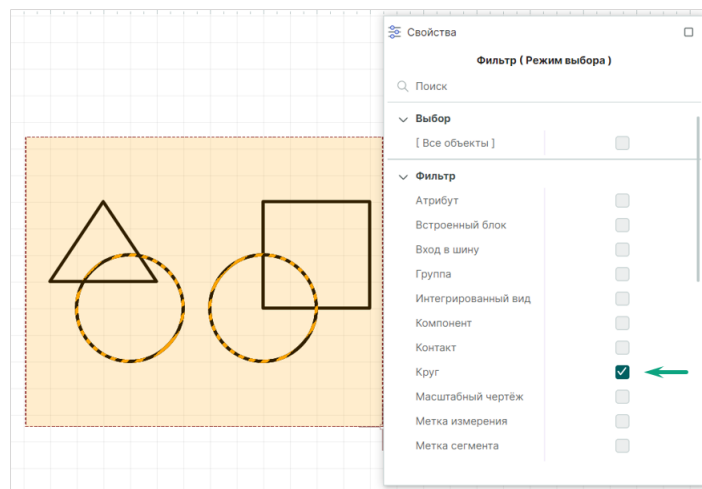 Свойства
Фильтр ( Режим выбора )
Поиск
Выбор
[ Все объекты ]
Фильтр
Атрибут
Встроенный блок
Вход в шину
Группа
Интегрированный вид
Компонент
Контакт
Круг
Масштабный чертёж
Метка измерения
Метка сегмента